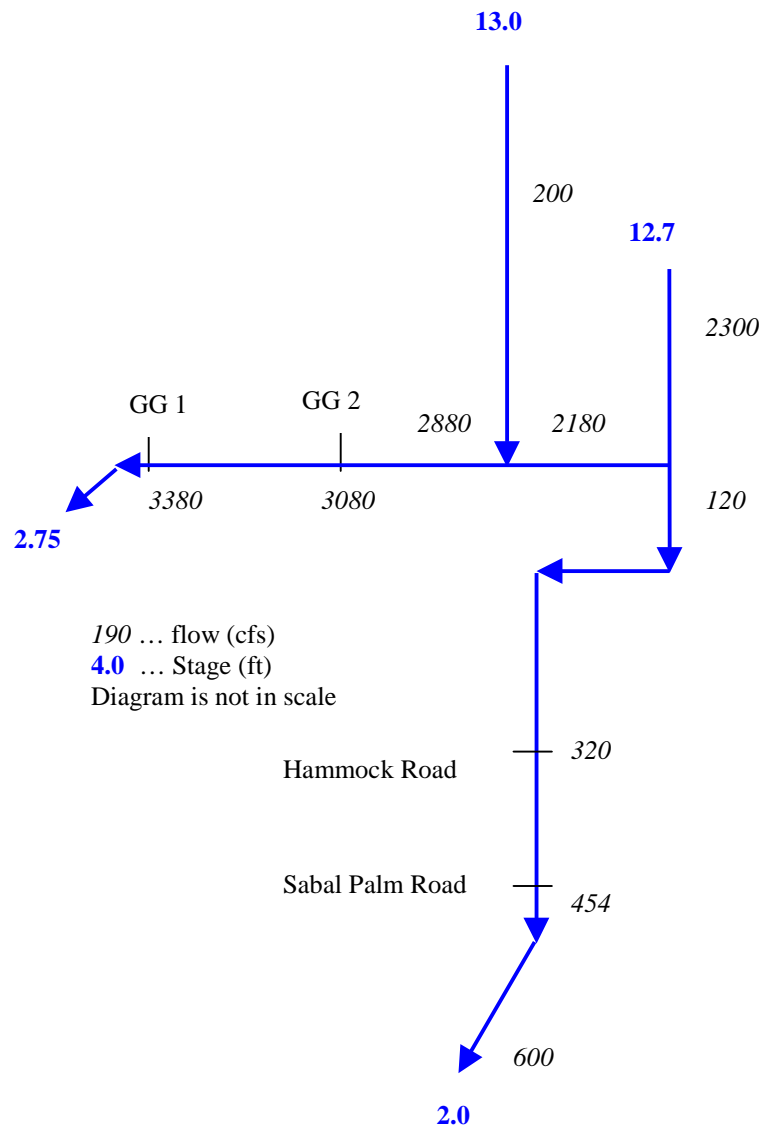 13.0
200
12.7
2300
GG 1
GG 2
2880
2180
3380
3080
120
2.75
190 … flow (cfs)
4.0 … Stage (ft)
Diagram is not in scale
320
Hammock Road
Sabal Palm Road
454
600
2.0